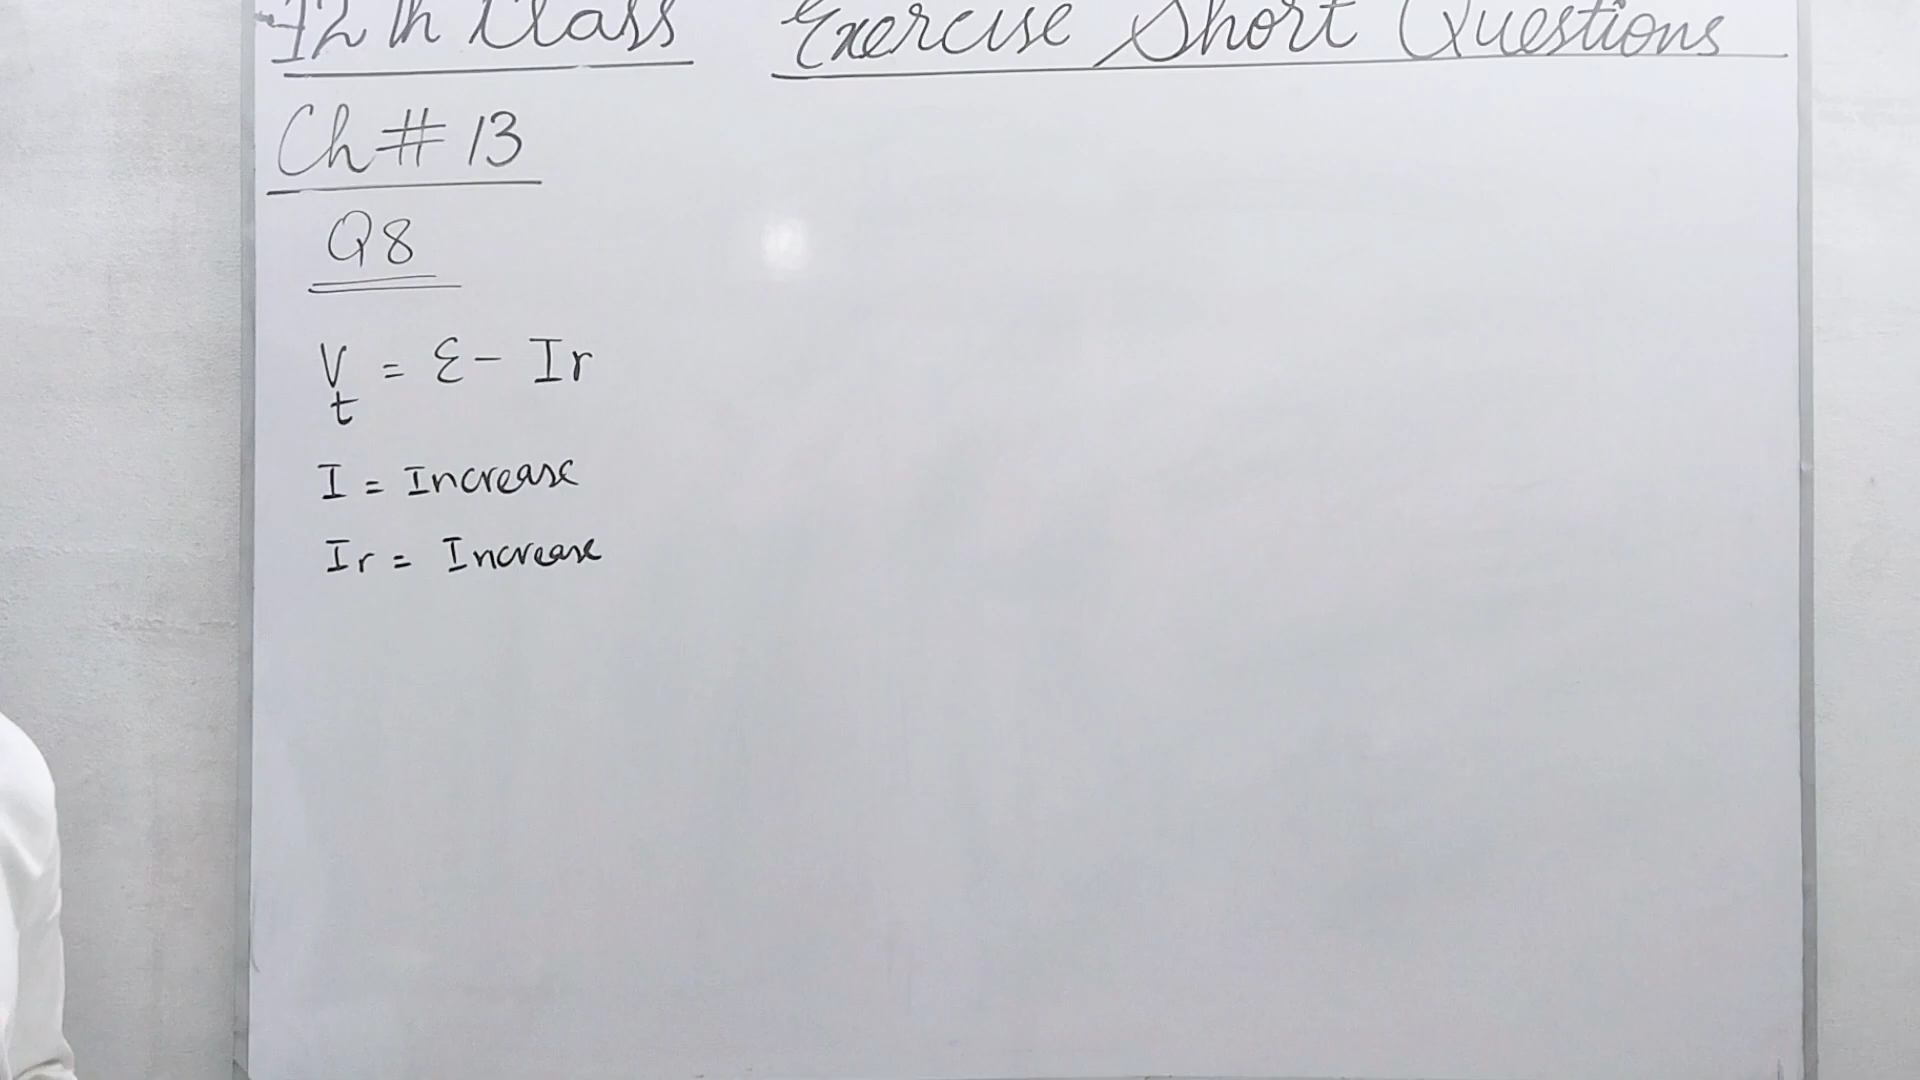 12th Class Exercise Short Questions
Ch # 13
Q8
Vt = ε - Ir
I = Increase
Ir = Increase